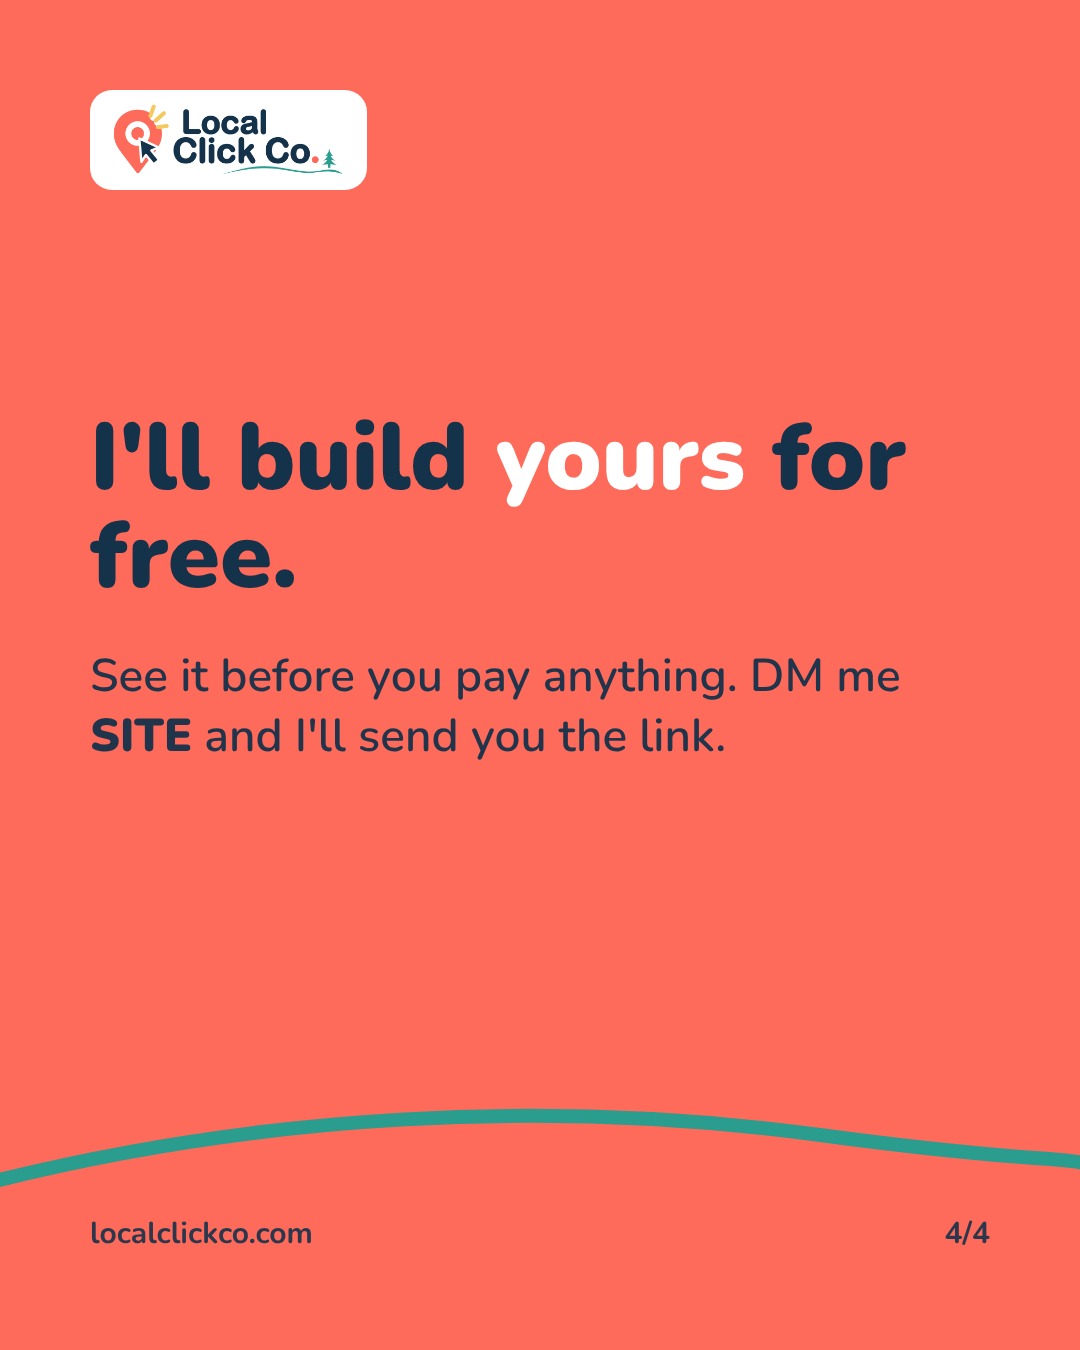 Local
Click Co.
I'll build yours for
free.
See it before you pay anything. DM me
SITE and I'll send you the link.
localclickco.com
4/4